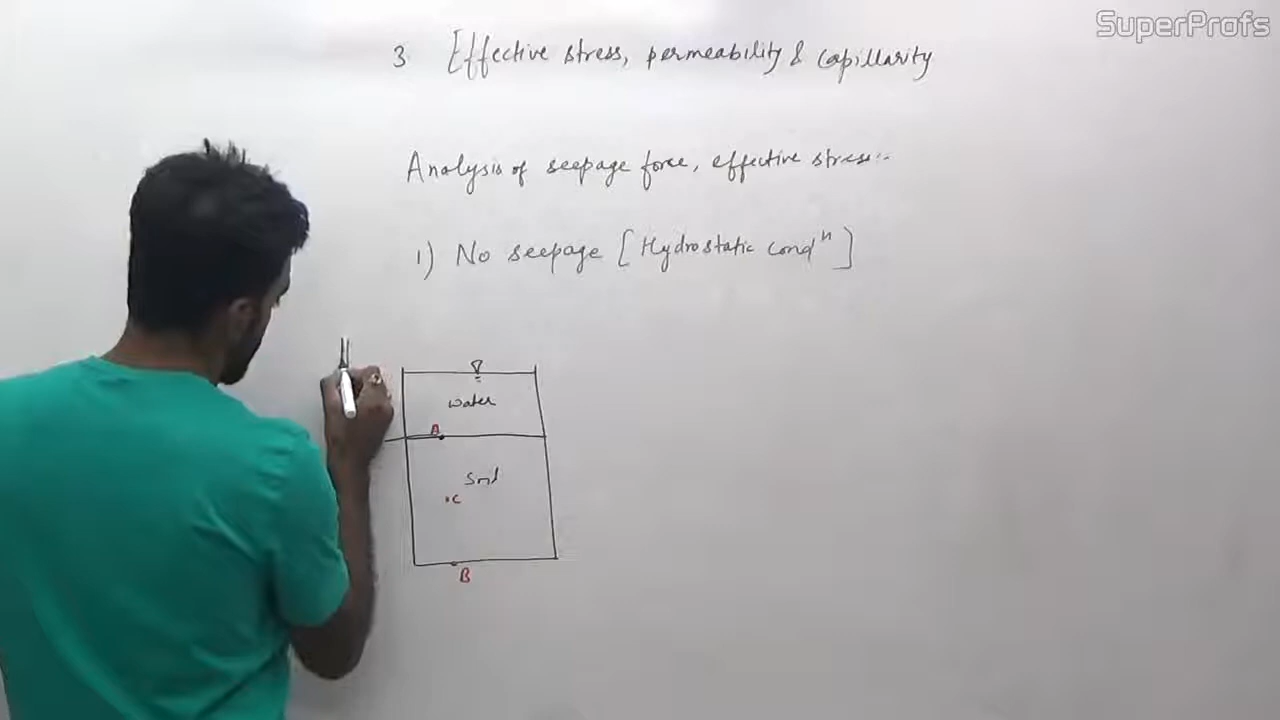 SuperProfs
3. Effective stress, permeability & capillarity
Analysis of seepage force, effective stress:-
1) No seepage [Hydrostatic condⁿ]
water
A
Soil
C
B